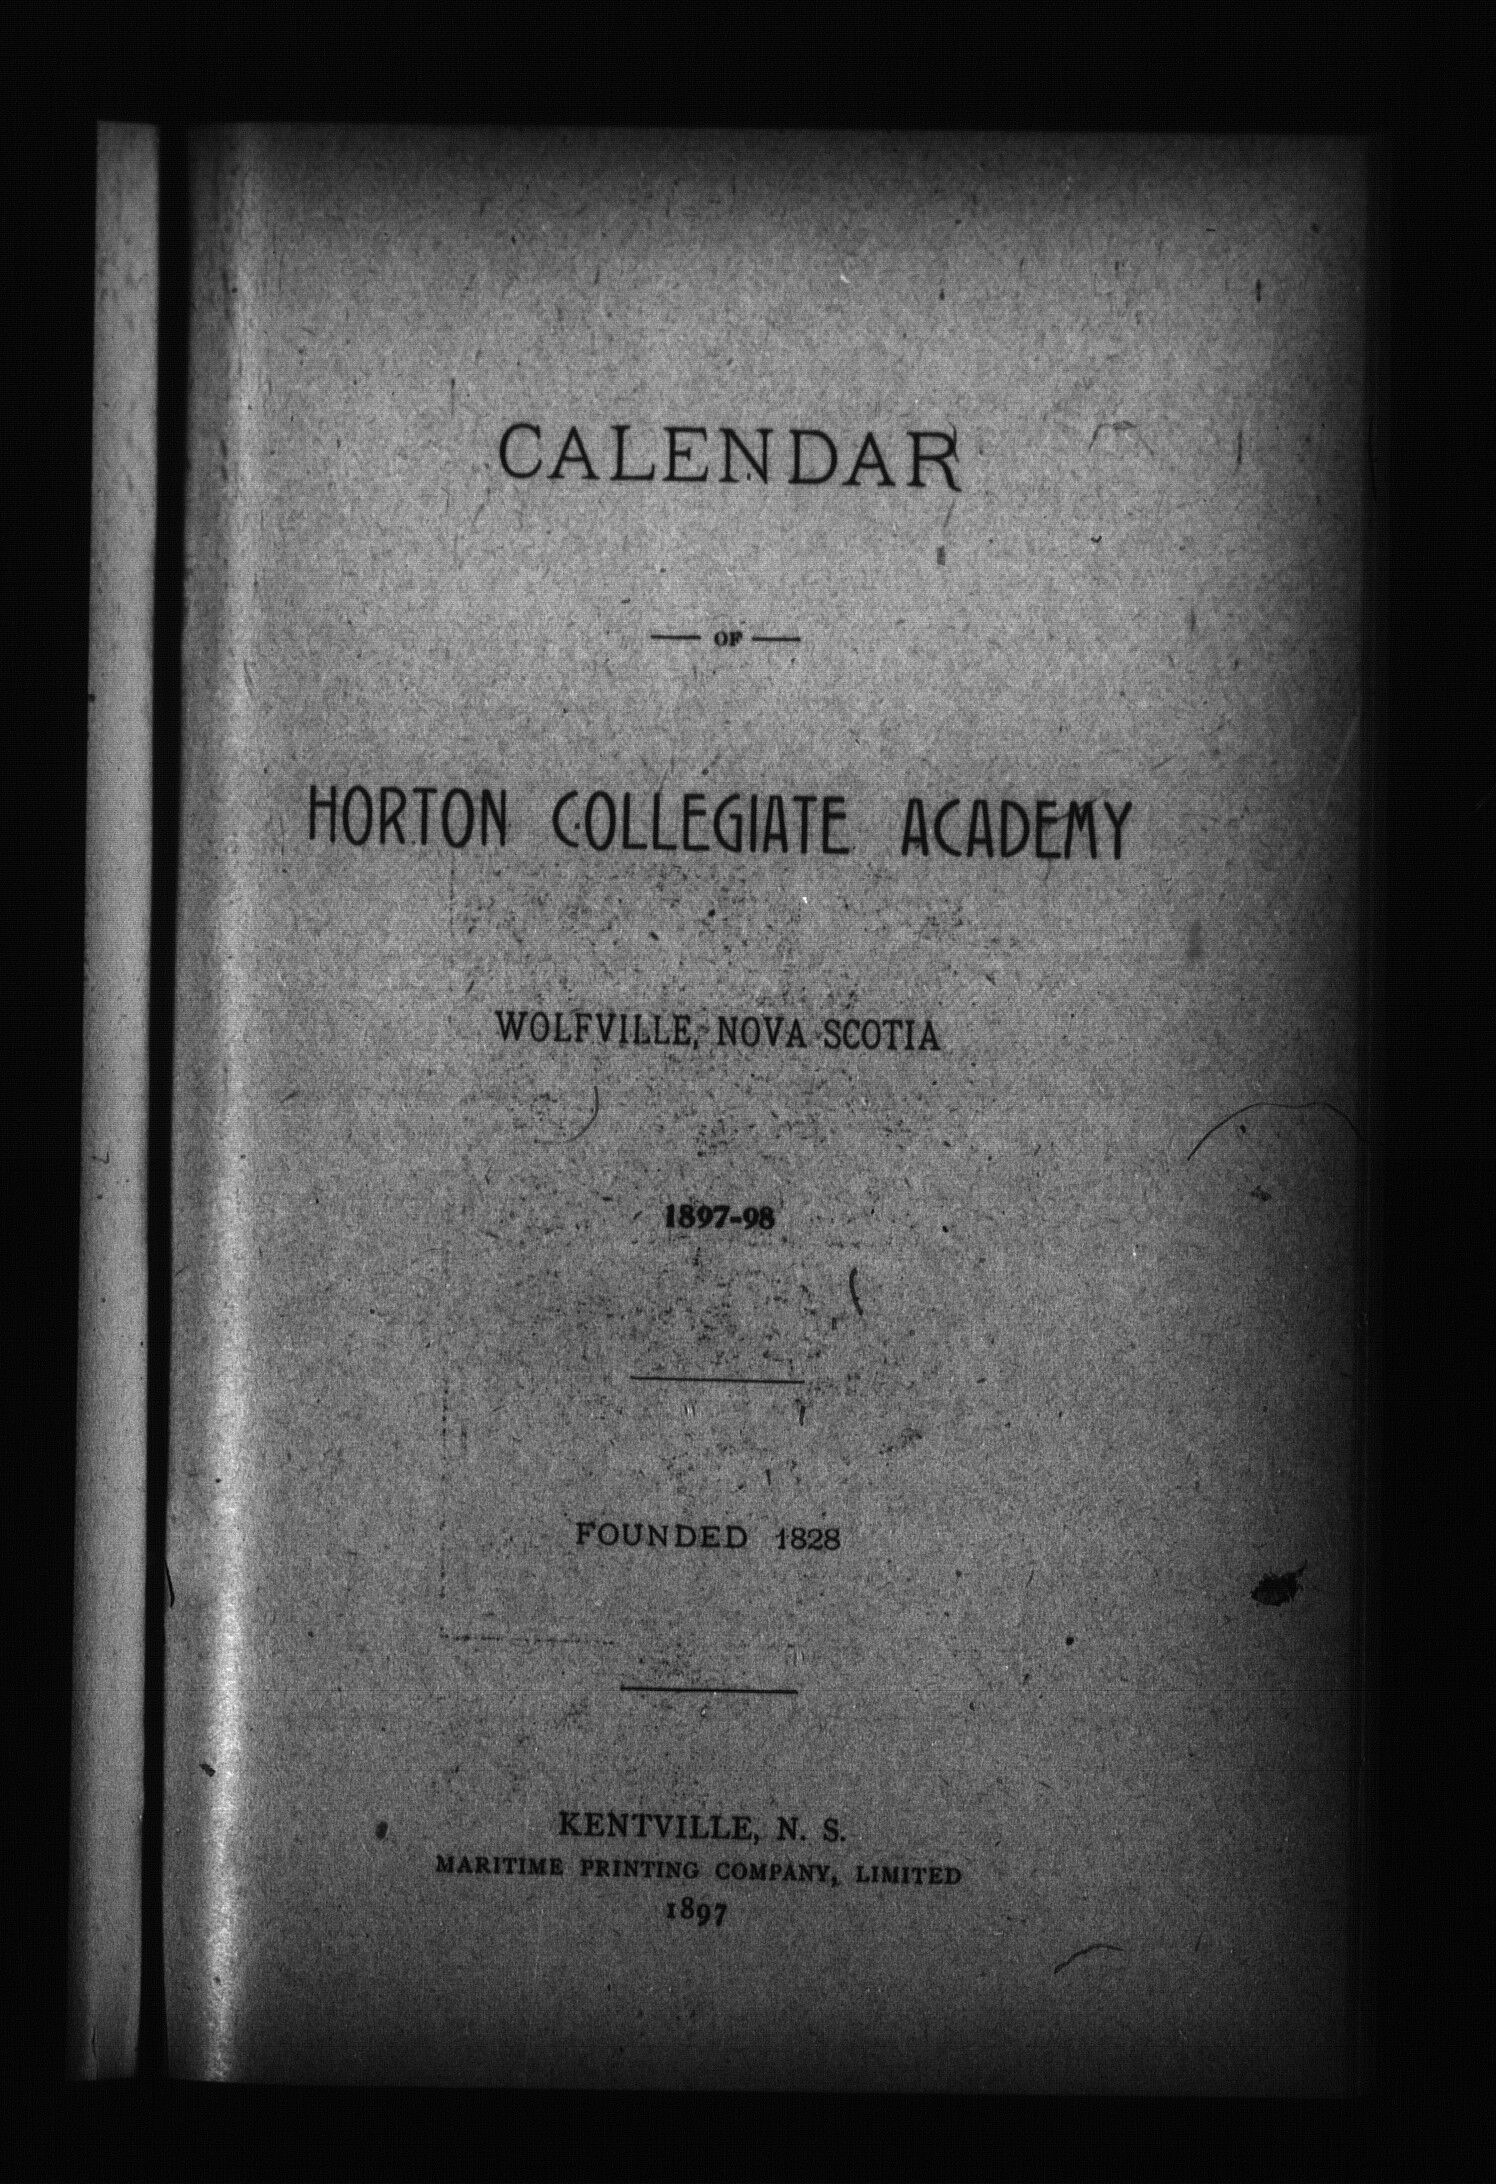 CALENDAR
— OF —
HORTON COLLEGIATE ACADEMY
WOLFVILLE, NOVA SCOTIA
1897-98
FOUNDED 1828
KENTVILLE, N. S.
MARITIME PRINTING COMPANY, LIMITED
1897